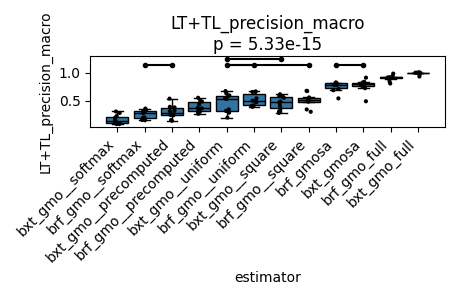 LT+TL_precision_macro
p = 5.33e-15
LT+TL_precision_macro
1.0
0.5
bxt_gmo__softmax
brf_gmo__softmax
bxt_gmo__precomputed
brf_gmo__precomputed
bxt_gmo__uniform
brf_gmo__uniform
bxt_gmo__square
brf_gmo__square
brf_gmosa
bxt_gmosa
brf_gmo_full
bxt_gmo_full
estimator